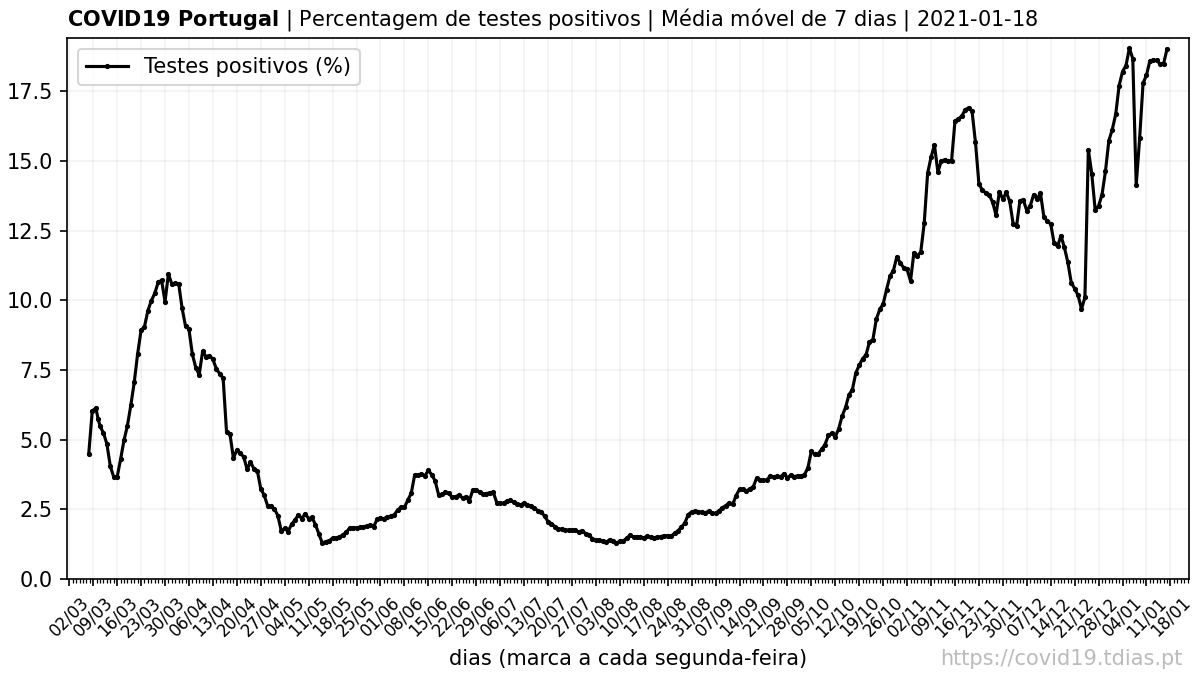 COVID19 Portugal | Percentagem de testes positivos | Média móvel de 7 dias | 2021-01-18
Testes positivos (%)
17.5
15.0
12.5
10.0
7.5
5.0
2.5
0.0
02/03 09/03 16/03 23/03 30/03 06/04 13/04 20/04 27/04 04/05 11/05 18/05 25/05 01/06 08/06 15/06 22/06 29/06 06/07 13/07 20/07 27/07 03/08 10/08 17/08 24/08 31/08 07/09 14/09 21/09 28/09 05/10 12/10 19/10 26/10 02/11 09/11 16/11 23/11 30/12 07/12 14/12 21/12 28/12 04/01 11/01 18/01
dias (marca a cada segunda-feira)
https://covid19.tdias.pt